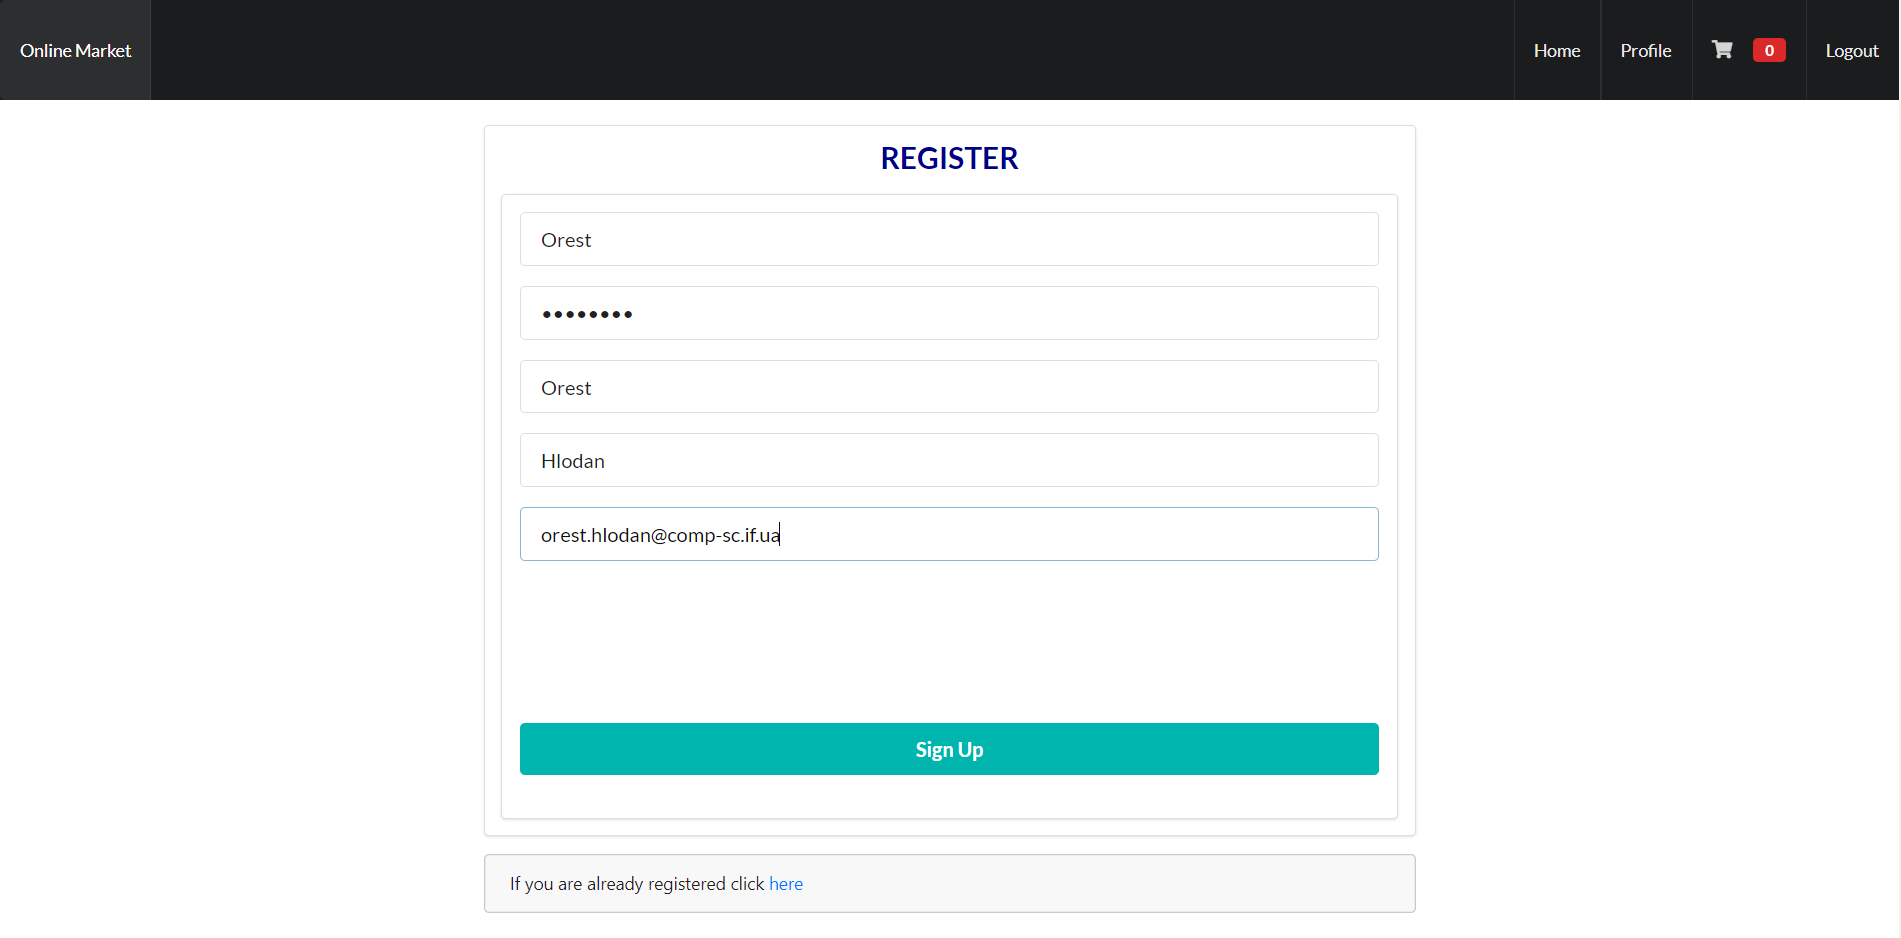 Online Market
Home
Profile
0
Logout
REGISTER
Orest
••••••••
Orest
Hlodan
orest.hlodan@comp-sc.if.ua
Sign Up
If you are already registered click here